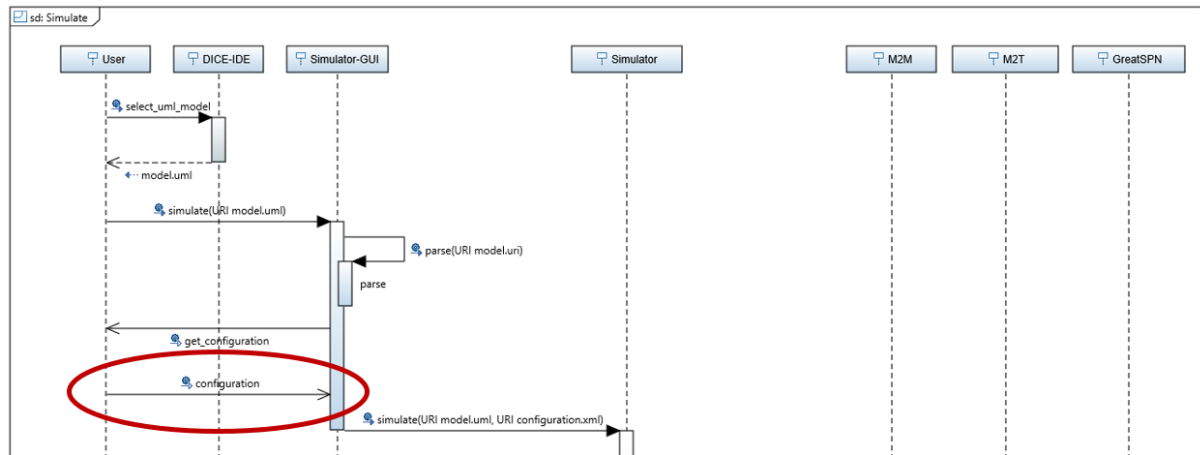 sd: Simulate
User
DICE-IDE
Simulator-GUI
Simulator
M2M
M2T
GreatSPN
select_uml_model
model.uml
simulate(URI model.uml)
parse(URI model.uri)
parse
get_configuration
configuration
simulate(URI model.uml, URI configuration.xml)